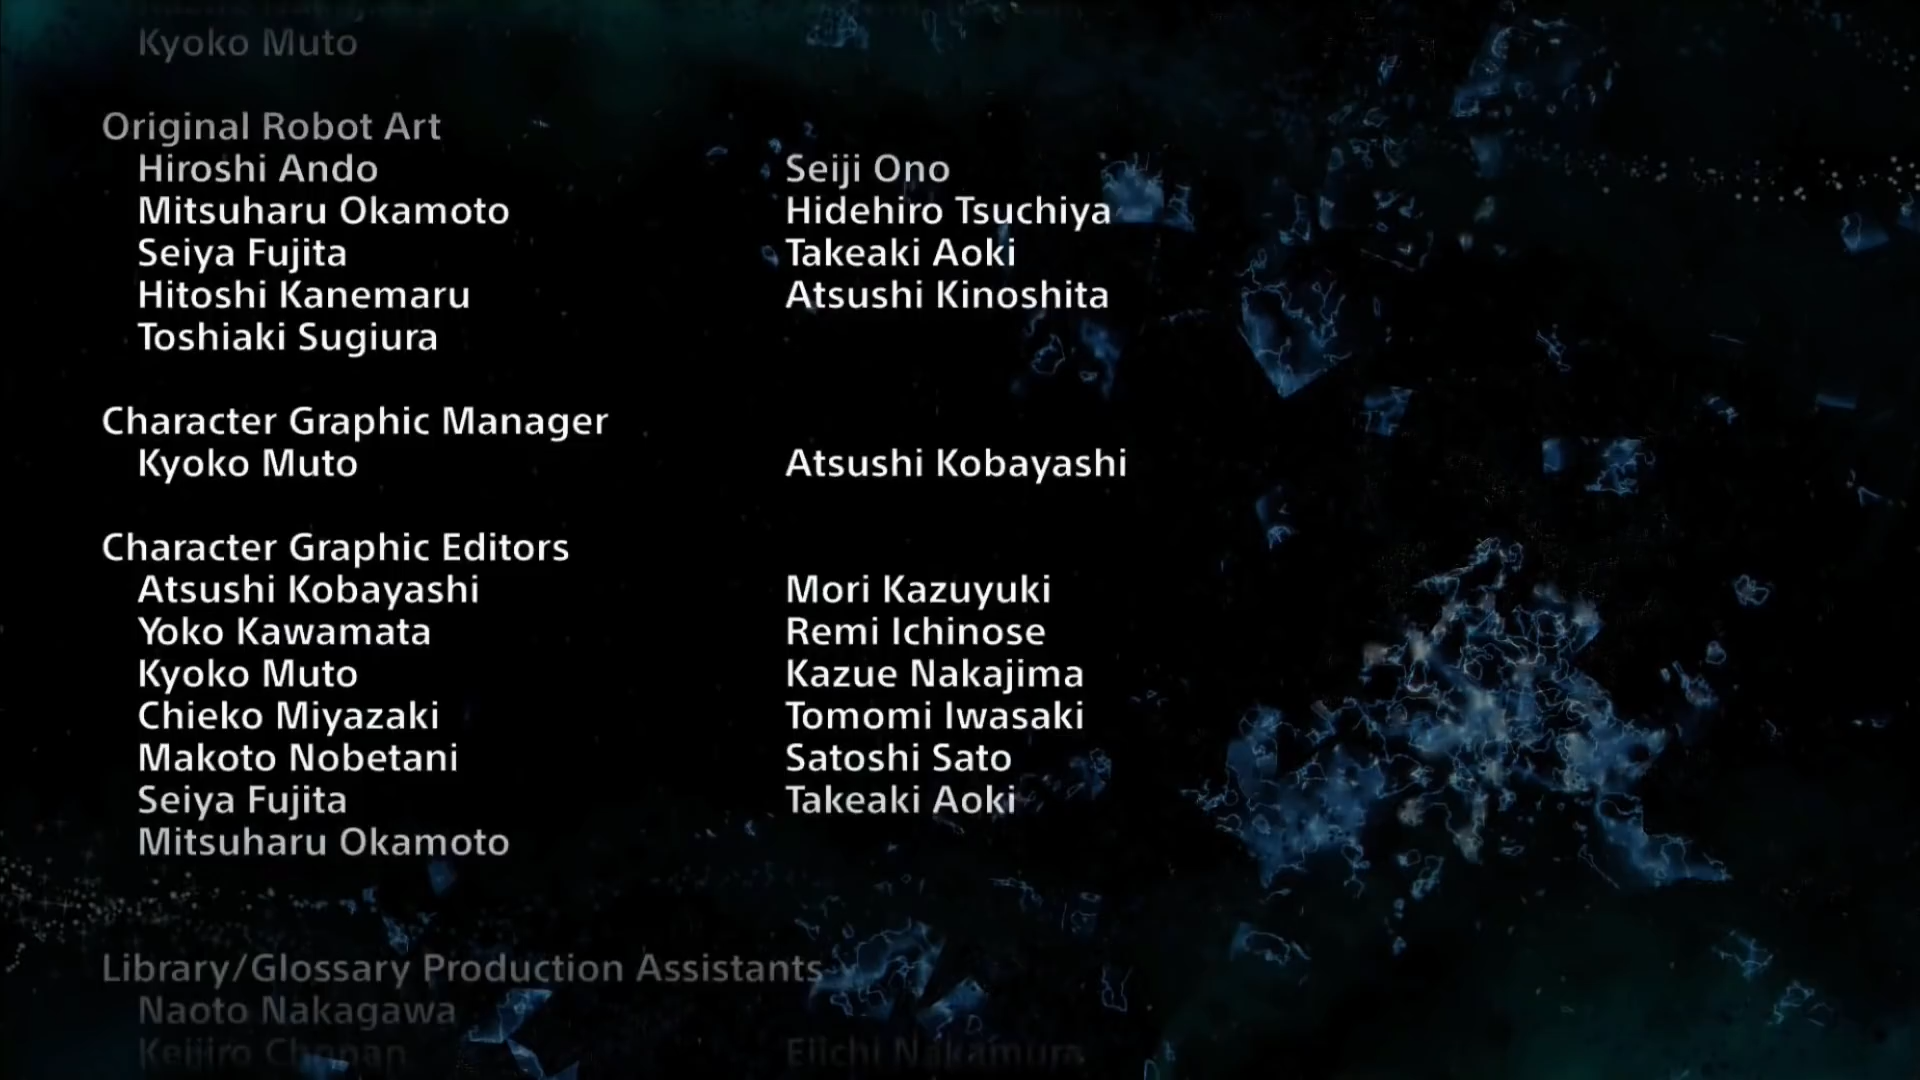 Kyoko Muto
Original Robot Art
Hiroshi Ando
Seiji Ono
Mitsuharu Okamoto
Hidehiro Tsuchiya
Seiya Fujita
Takeaki Aoki
Hitoshi Kanemaru
Atsushi Kinoshita
Toshiaki Sugiura
Character Graphic Manager
Kyoko Muto
Atsushi Kobayashi
Character Graphic Editors
Atsushi Kobayashi
Mori Kazuyuki
Yoko Kawamata
Remi Ichinose
Kyoko Muto
Kazue Nakajima
Chieko Miyazaki
Tomomi Iwasaki
Makoto Nobetani
Satoshi Sato
Seiya Fujita
Takeaki Aoki
Mitsuharu Okamoto
Library/Glossary Production Assistants
Naoto Nakagawa
Keijiro
Eiichi Nakamura